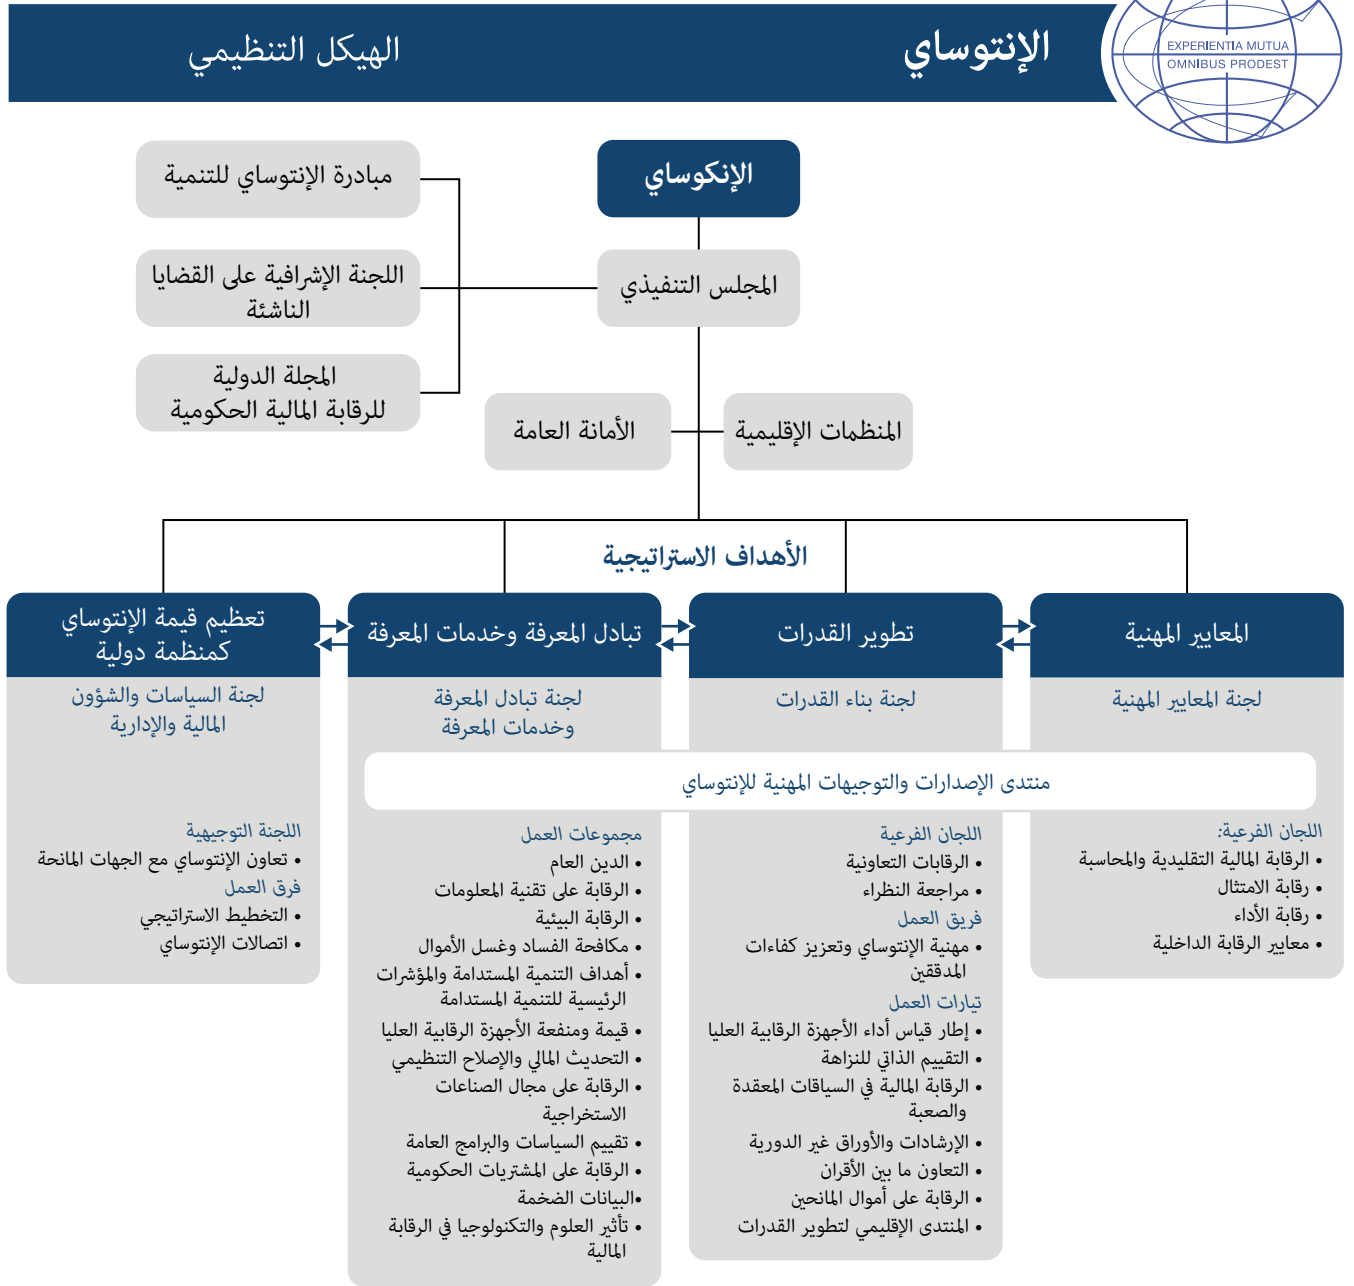 الإنتوساي
الهيكل التنظيمي
EXPERIENTIA MUTUA
OMNIBUS PRODEST
الإنكوساي
المجلس التنفيذي
مبادرة الإنتوساي للتنمية
اللجنة الإشرافية على القضايا
الناشئة
المجلة الدولية
للرقابة المالية الحكومية
المنظمات الإقليمية
الأمانة العامة
الأهداف الاستراتيجية
المعايير المهنية
لجنة المعايير المهنية
تطوير القدرات
لجنة بناء القدرات
تبادل المعرفة وخدمات المعرفة
لجنة تبادل المعرفة
وخدمات المعرفة
تعظيم قيمة الإنتوساي
كمنظمة دولية
لجنة السياسات والشؤون
المالية والإدارية
منتدى الإصدارات والتوجيهات المهنية للإنتوساي
اللجان الفرعية:
• الرقابة المالية التقليدية والمحاسبة
• رقابة الامتثال
• رقابة الأداء
• معايير الرقابة الداخلية
اللجان الفرعية
• الرقابات التعاونية
• مراجعة النظراء
فريق العمل
• مهنية الإنتوساي وتعزيز كفاءات
المدققين
تيارات العمل
• إطار قياس أداء الأجهزة الرقابية العليا
• التقييم الذاتي للنزاهة
• الرقابة المالية في السياقات المعقدة
والصعبة
• الإرشادات والأوراق غير الدورية
• التعاون ما بين الأقران
• الرقابة على أموال المانحين
• المنتدى الإقليمي لتطوير القدرات
مجموعات العمل
• الدين العام
• الرقابة على تقنية المعلومات
• الرقابة البيئية
• مكافحة الفساد وغسل الأموال
• أهداف التنمية المستدامة والمؤشرات
الرئيسية للتنمية المستدامة
• قيمة ومنفعة الأجهزة الرقابية العليا
• التحديث المالي والإصلاح التنظيمي
• الرقابة على مجال الصناعات
الاستخراجية
• تقييم السياسات والبرامج العامة
• الرقابة على المشتريات الحكومية
•البيانات الضخمة
• تأثير العلوم والتكنولوجيا في الرقابة
المالية
اللجنة التوجيهية
• تعاون الإنتوساي مع الجهات المانحة
فرق العمل
• التخطيط الاستراتيجي
• اتصالات الإنتوساي